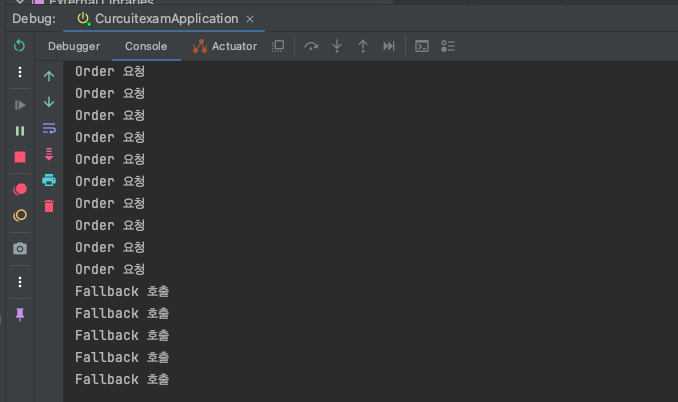 External Libraries
Debug: CurcuitexamApplication
Debugger Console Actuator
Order 요청
Order 요청
Order 요청
Order 요청
Order 요청
Order 요청
Order 요청
Order 요청
Order 요청
Order 요청
Fallback 호출
Fallback 호출
Fallback 호출
Fallback 호출
Fallback 호출